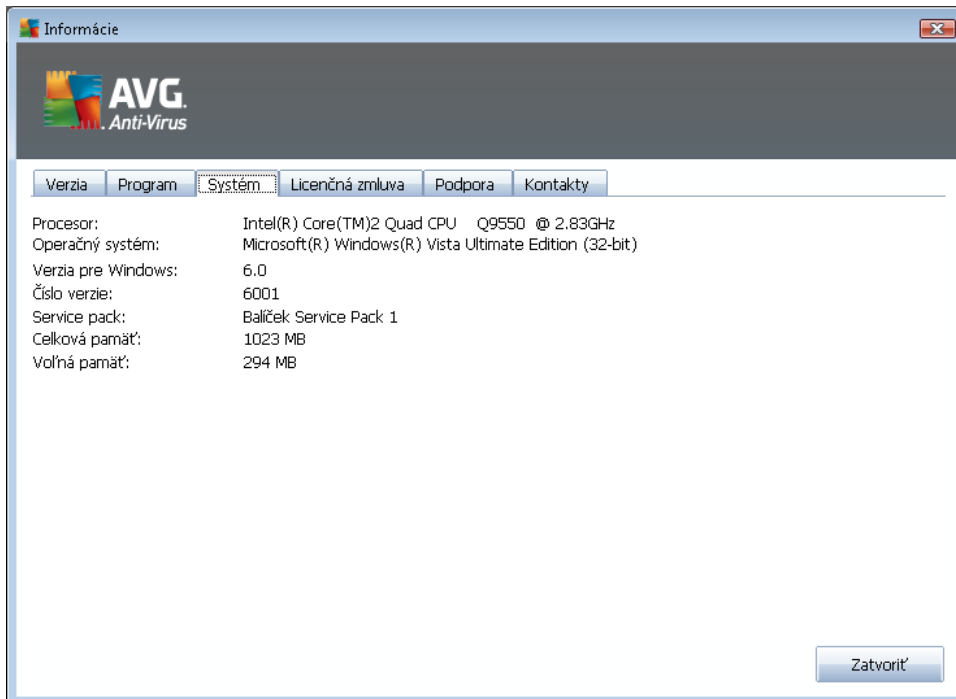 Informácie
AVG.
Anti-Virus
Verzia Program Systém Licenčná zmluva Podpora Kontakty
Procesor: Intel(R) Core(TM)2 Quad CPU Q9550 @ 2.83GHz
Operačný systém: Microsoft(R) Windows(R) Vista Ultimate Edition (32-bit)
Verzia pre Windows: 6.0
Číslo verzie: 6001
Service pack: Balíček Service Pack 1
Celková pamäť: 1023 MB
Voľná pamäť: 294 MB
Zatvoriť